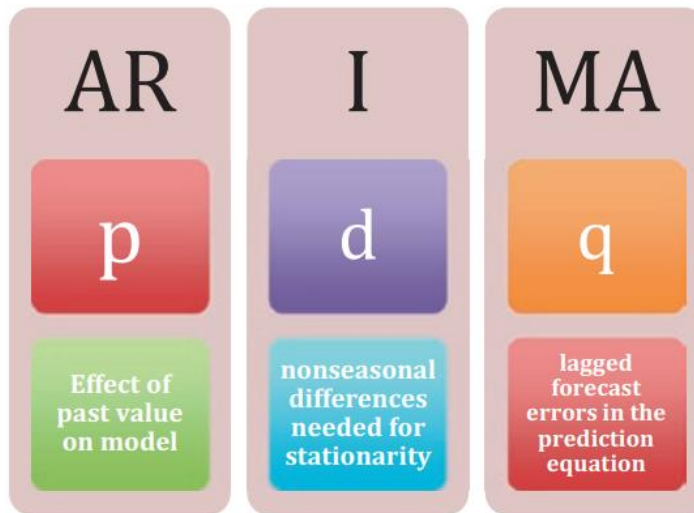 AR
p
Effect of
past value
on model
I
d
nonseasonal
differences
needed for
stationarity
MA
q
lagged
forecast
errors in the
prediction
equation